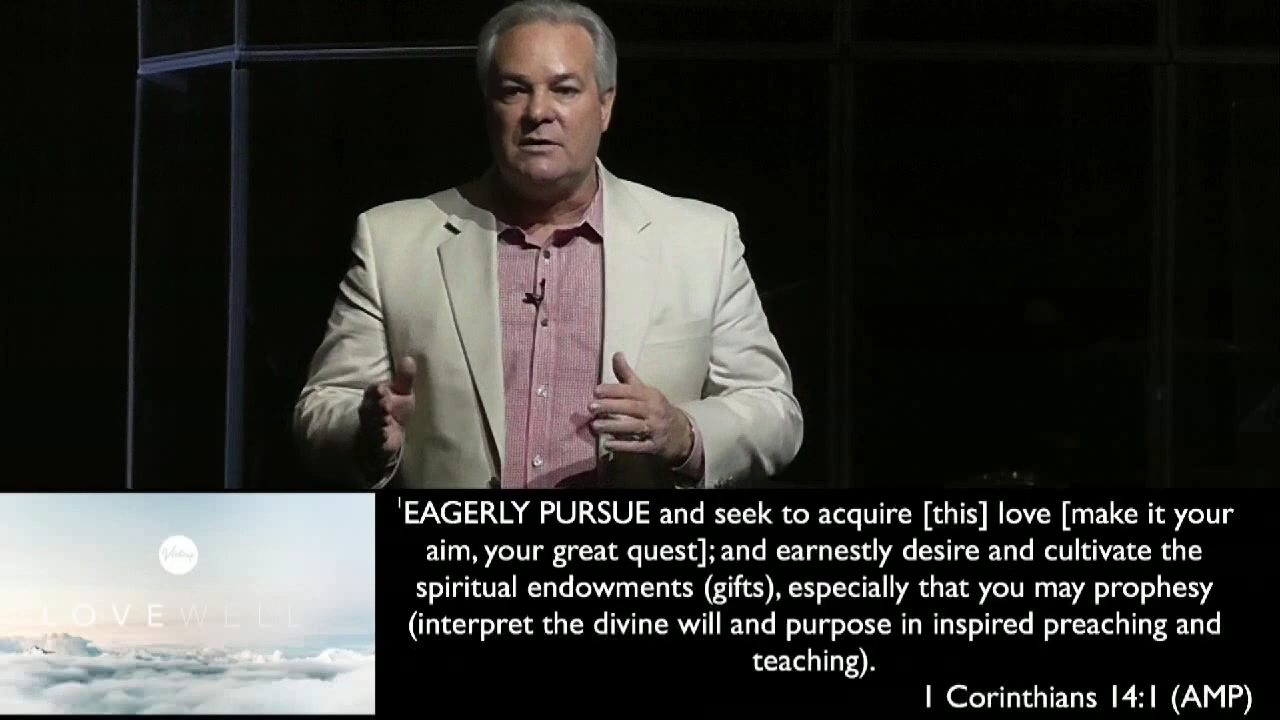 Victory
LOVEWELL
1EAGERLY PURSUE and seek to acquire [this] love [make it your
aim, your great quest]; and earnestly desire and cultivate the
spiritual endowments (gifts), especially that you may prophesy
(interpret the divine will and purpose in inspired preaching and
teaching).
1 Corinthians 14:1 (AMP)